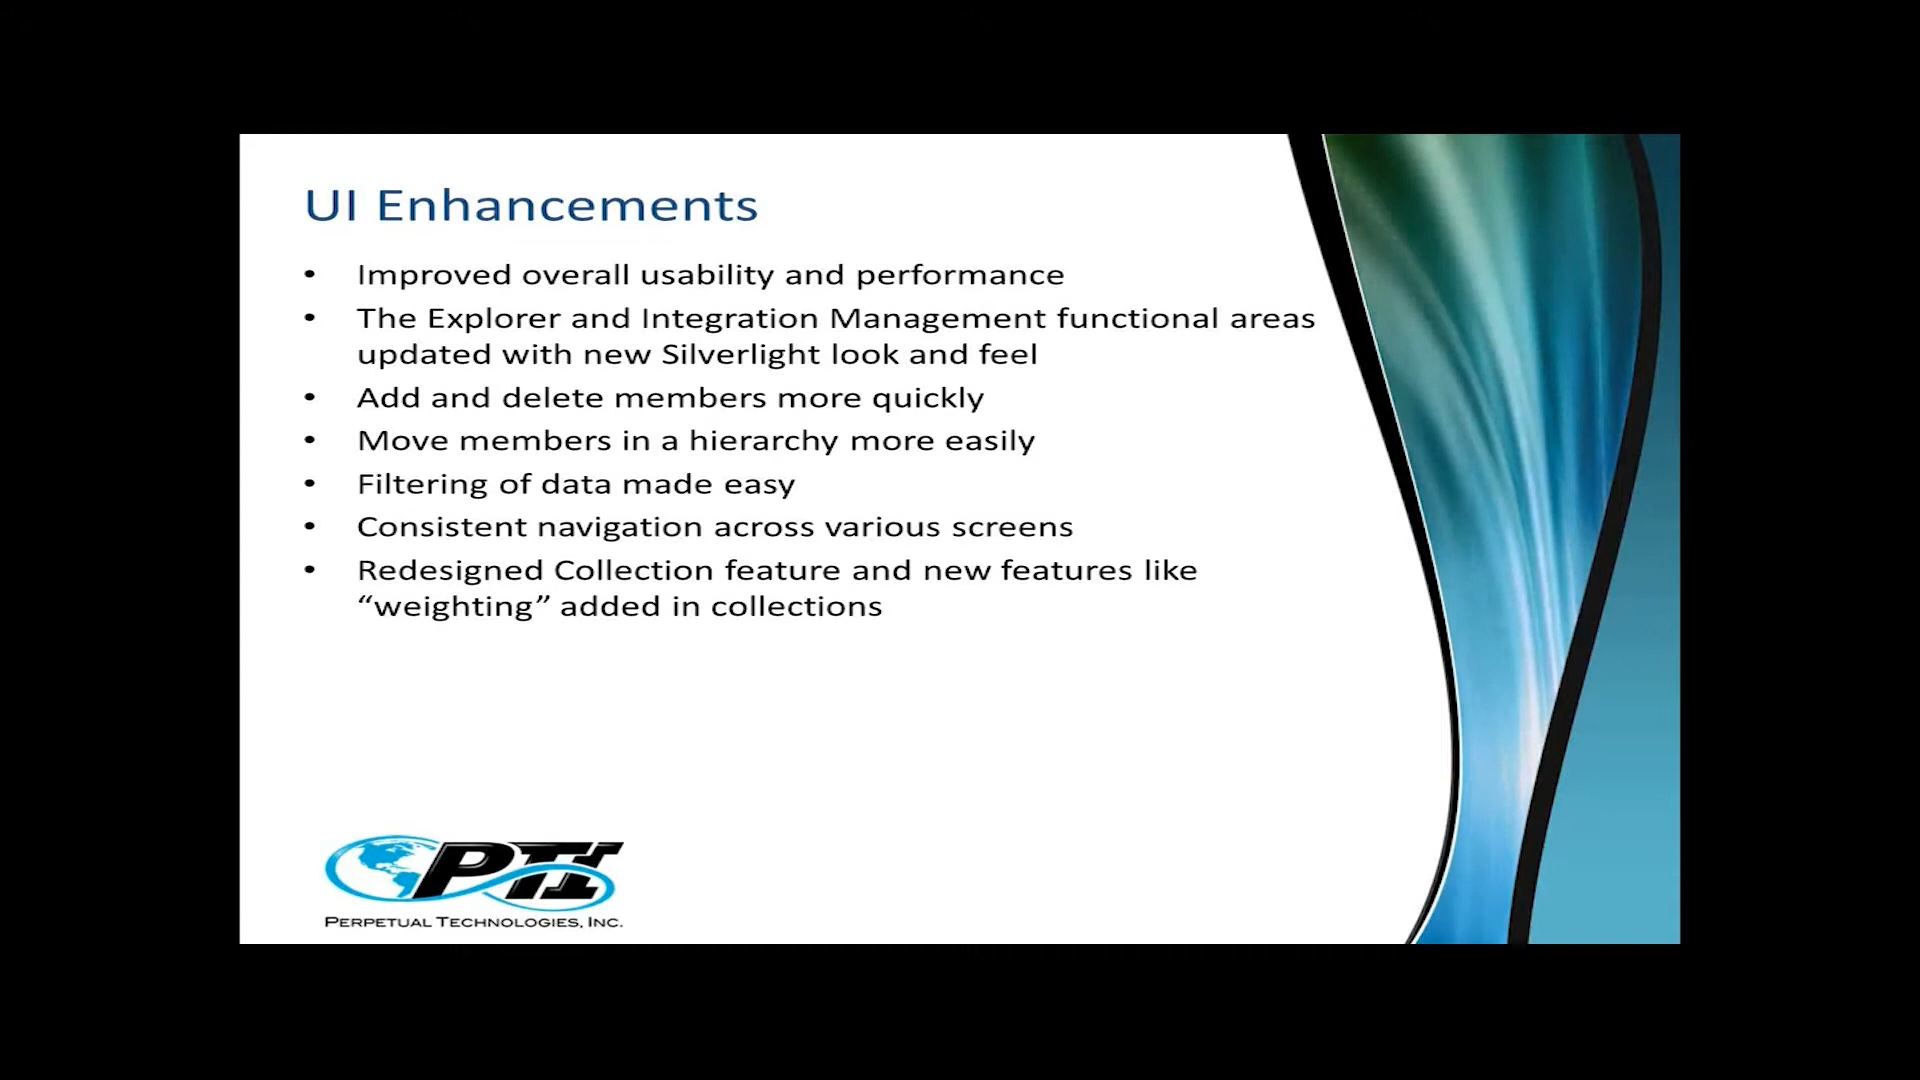 UI Enhancements
• Improved overall usability and performance
• The Explorer and Integration Management functional areas
updated with new Silverlight look and feel
• Add and delete members more quickly
• Move members in a hierarchy more easily
• Filtering of data made easy
• Consistent navigation across various screens
• Redesigned Collection feature and new features like
“weighting” added in collections
PTI
PERPETUAL TECHNOLOGIES, INC.